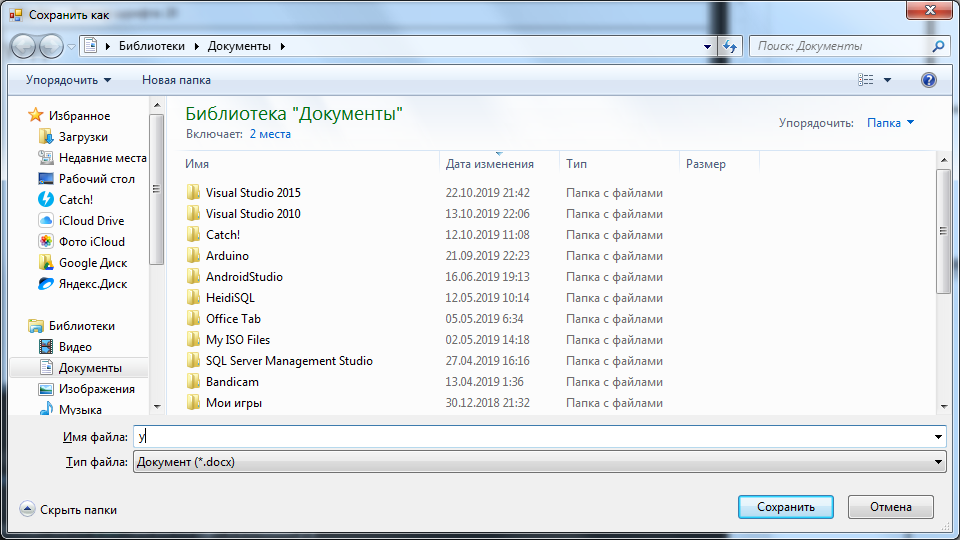 Сохранить как
Библиотеки Документы
Поиск: Документы
Упорядочить Новая папка
Избранное
Загрузки
Недавние места
Рабочий стол
Catch!
iCloud Drive
Фото iCloud
Google Диск
Яндекс.Диск
Библиотеки
Видео
Документы
Изображения
Музыка
Библиотека "Документы"
Включает: 2 места
Упорядочить: Папка
Имя Дата изменения Тип Размер
Visual Studio 2015 22.10.2019 21:42 Папка с файлами
Visual Studio 2010 13.10.2019 22:06 Папка с файлами
Catch! 12.10.2019 11:08 Папка с файлами
Arduino 21.09.2019 22:23 Папка с файлами
AndroidStudio 16.06.2019 19:13 Папка с файлами
HeidiSQL 12.05.2019 10:14 Папка с файлами
Office Tab 05.05.2019 6:34 Папка с файлами
My ISO Files 02.05.2019 14:18 Папка с файлами
SQL Server Management Studio 27.04.2019 16:16 Папка с файлами
Bandicam 13.04.2019 1:36 Папка с файлами
Мои игры 30.12.2018 21:32 Папка с файлами
Имя файла: у
Тип файла: Документ (*.docx)
Скрыть папки
Сохранить Отмена